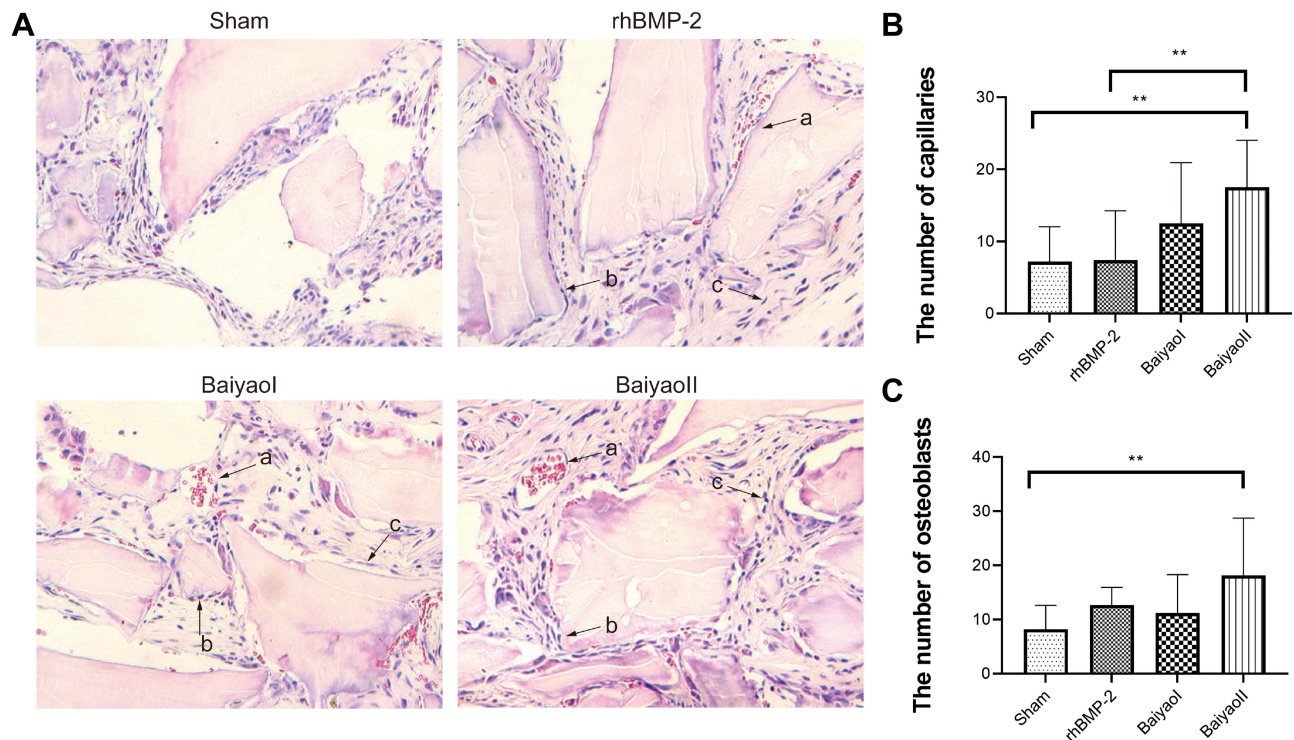 A
Sham
rhBMP-2
a
b
c
BaiyaoI
BaiyaoII
a
c
b
a
c
b
B
**
**
The number of capillaries
30
20
10
0
Sham
rhBMP-2
BaiyaoI
BaiyaoII
C
**
The number of osteoblasts
40
30
20
10
0
Sham
rhBMP-2
BaiyaoI
BaiyaoII